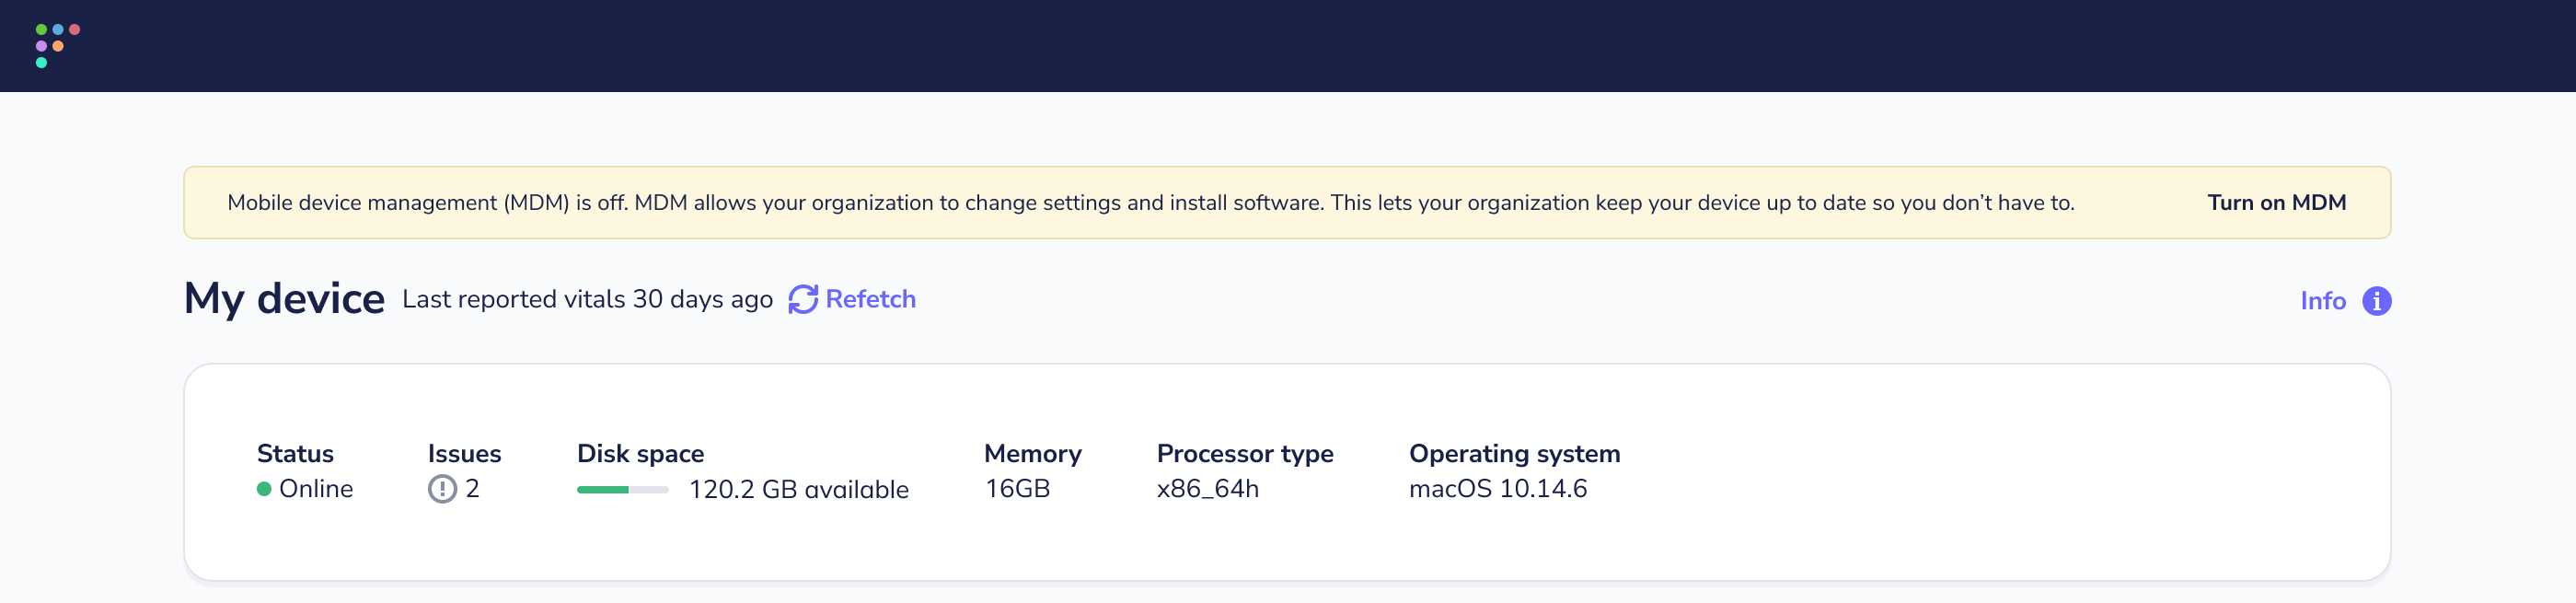 Mobile device management (MDM) is off. MDM allows your organization to change settings and install software. This lets your organization keep your device up to date so you don’t have to. Turn on MDM
My device Last reported vitals 30 days ago Refetch Info
Status Issues Disk space Memory Processor type Operating system
Online 2 120.2 GB available 16GB x86_64h macOS 10.14.6